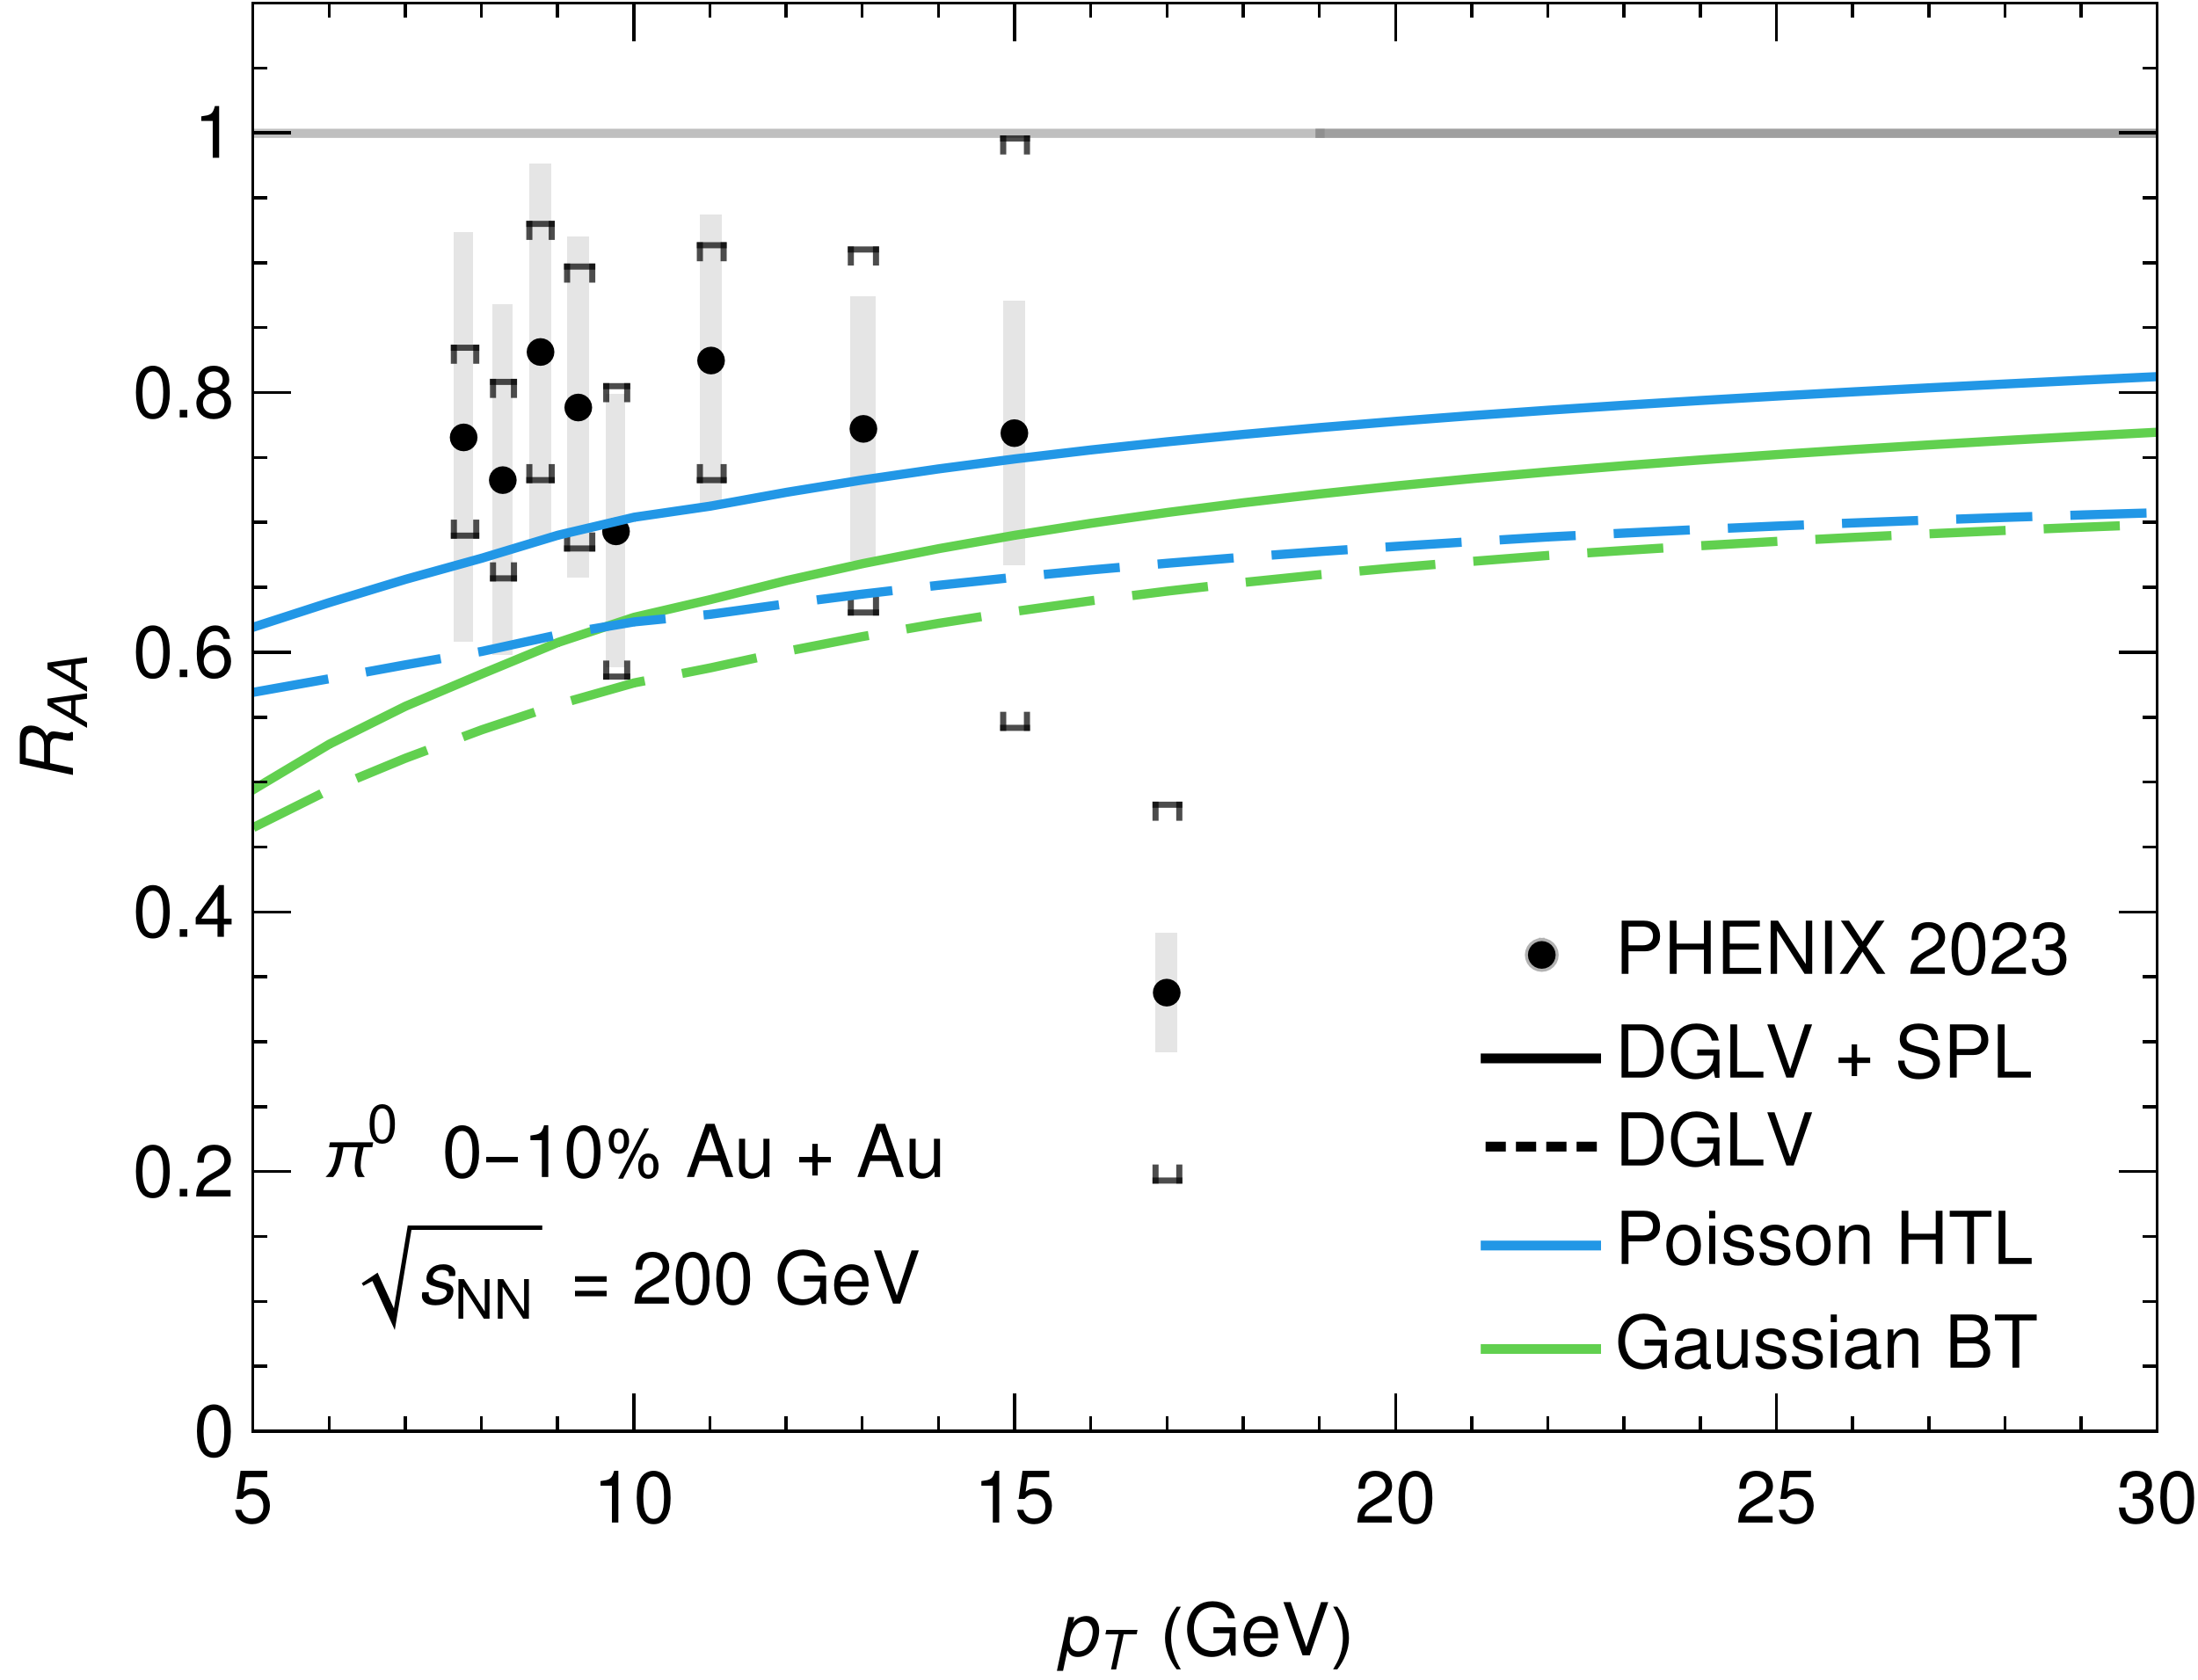 1
0.8
0.6
0.4
0.2
0
R_AA
PHENIX 2023
DGLV + SPL
DGLV
Poisson HTL
Gaussian BT
π⁰ 0–10% Au + Au
√s_NN = 200 GeV
5 10 15 20 25 30
p_T (GeV)